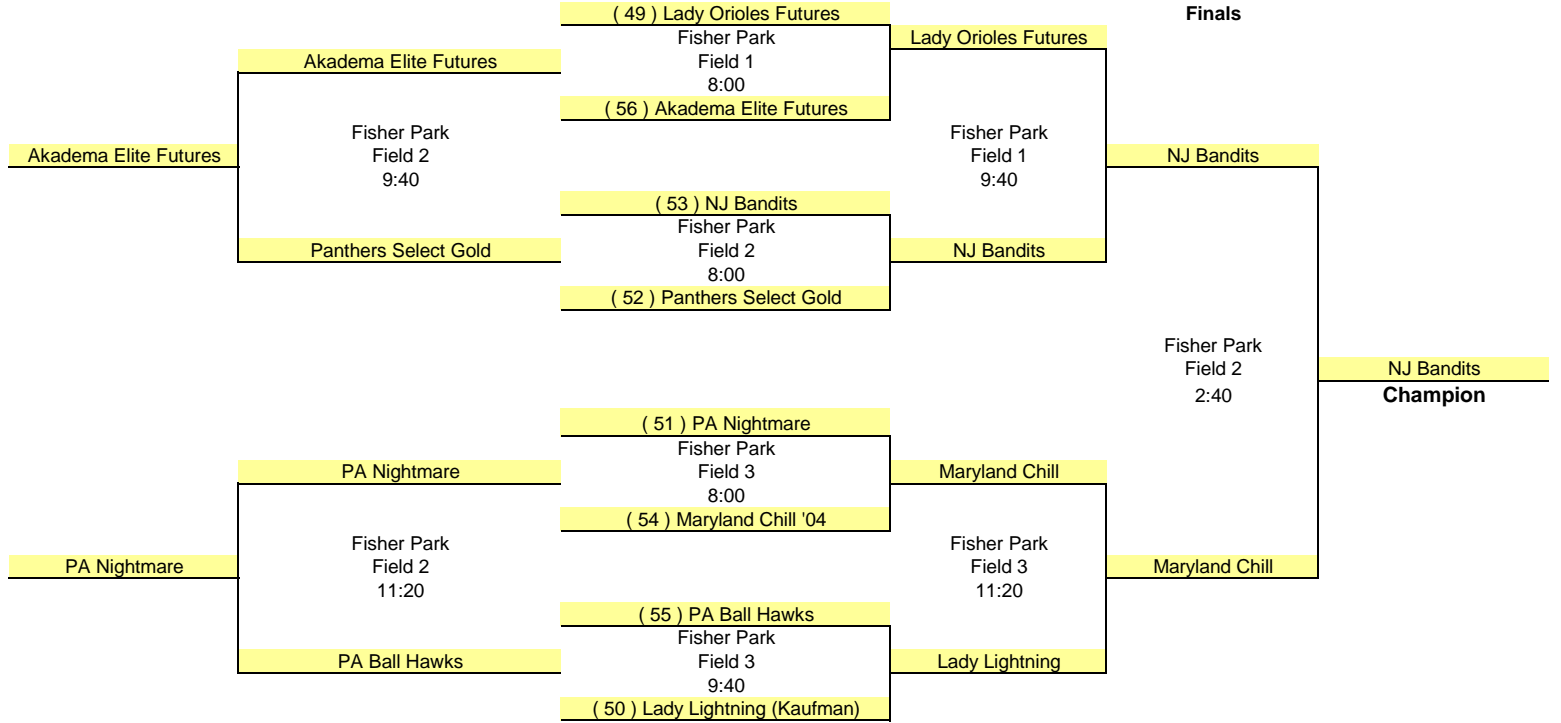 ( 49 ) Lady Orioles Futures
Finals
Fisher Park
Lady Orioles Futures
Akadema Elite Futures
Field 1
8:00
( 56 ) Akadema Elite Futures
Fisher Park
Fisher Park
Akadema Elite Futures
Field 2
Field 1
NJ Bandits
9:40
9:40
( 53 ) NJ Bandits
Fisher Park
Panthers Select Gold
Field 2
NJ Bandits
8:00
( 52 ) Panthers Select Gold
Fisher Park
Field 2
NJ Bandits
2:40
Champion
( 51 ) PA Nightmare
Fisher Park
PA Nightmare
Field 3
Maryland Chill
8:00
( 54 ) Maryland Chill '04
Fisher Park
Fisher Park
PA Nightmare
Field 2
Field 3
Maryland Chill
11:20
11:20
( 55 ) PA Ball Hawks
Fisher Park
PA Ball Hawks
Field 3
Lady Lightning
9:40
( 50 ) Lady Lightning (Kaufman)